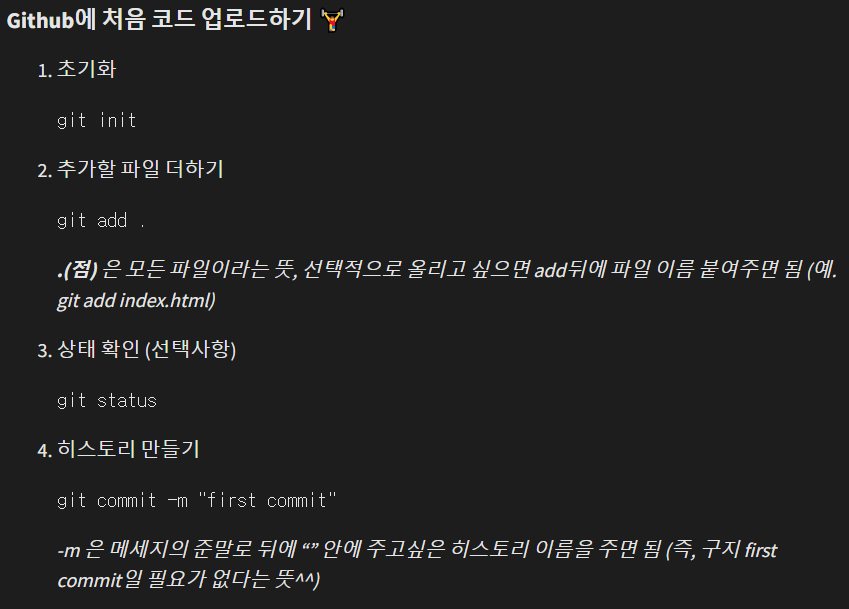 Github에 처음 코드 업로드하기 🏋️
1. 초기화
git init
2. 추가할 파일 더하기
git add .
.(점) 은 모든 파일이라는 뜻, 선택적으로 올리고 싶으면 add뒤에 파일 이름 붙여주면 됨 (예.
git add index.html)
3. 상태 확인 (선택사항)
git status
4. 히스토리 만들기
git commit -m "first commit"
-m 은 메세지의 준말로 뒤에 “” 안에 주고싶은 히스토리 이름을 주면 됨 (즉, 구지 first
commit일 필요가 없다는 뜻^^)